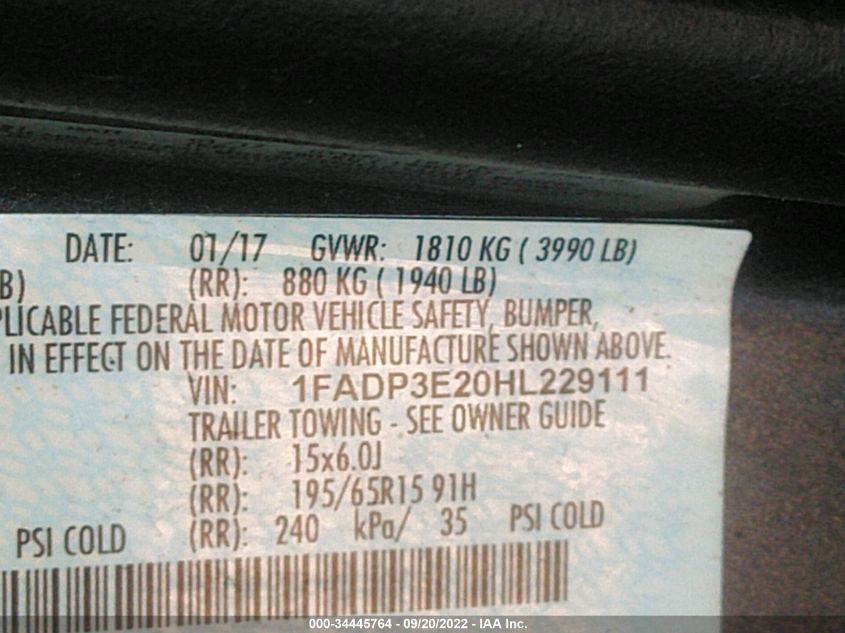 DATE: 01/17 GVWR: 1810 KG ( 3990 LB)
B) (RR): 880 KG ( 1940 LB)
PLICABLE FEDERAL MOTOR VEHICLE SAFETY, BUMPER,
IN EFFECT ON THE DATE OF MANUFACTURE SHOWN ABOVE.
VIN: 1FADP3E20HL229111
TRAILER TOWING - SEE OWNER GUIDE
(RR): 15x6.0J
(RR): 195/65R15 91H
PSI COLD (RR): 240 kPa/ 35 PSI COLD
000-34445764 - 09/20/2022 - IAA Inc.